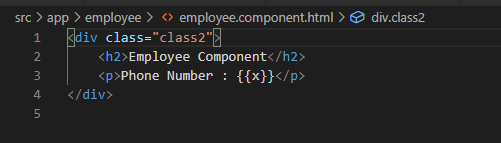 src > app > employee > <> employee.component.html > div.class2
1 <div class="class2">
2 <h2>Employee Component</h2>
3 <p>Phone Number : {{x}}</p>
4 </div>
5